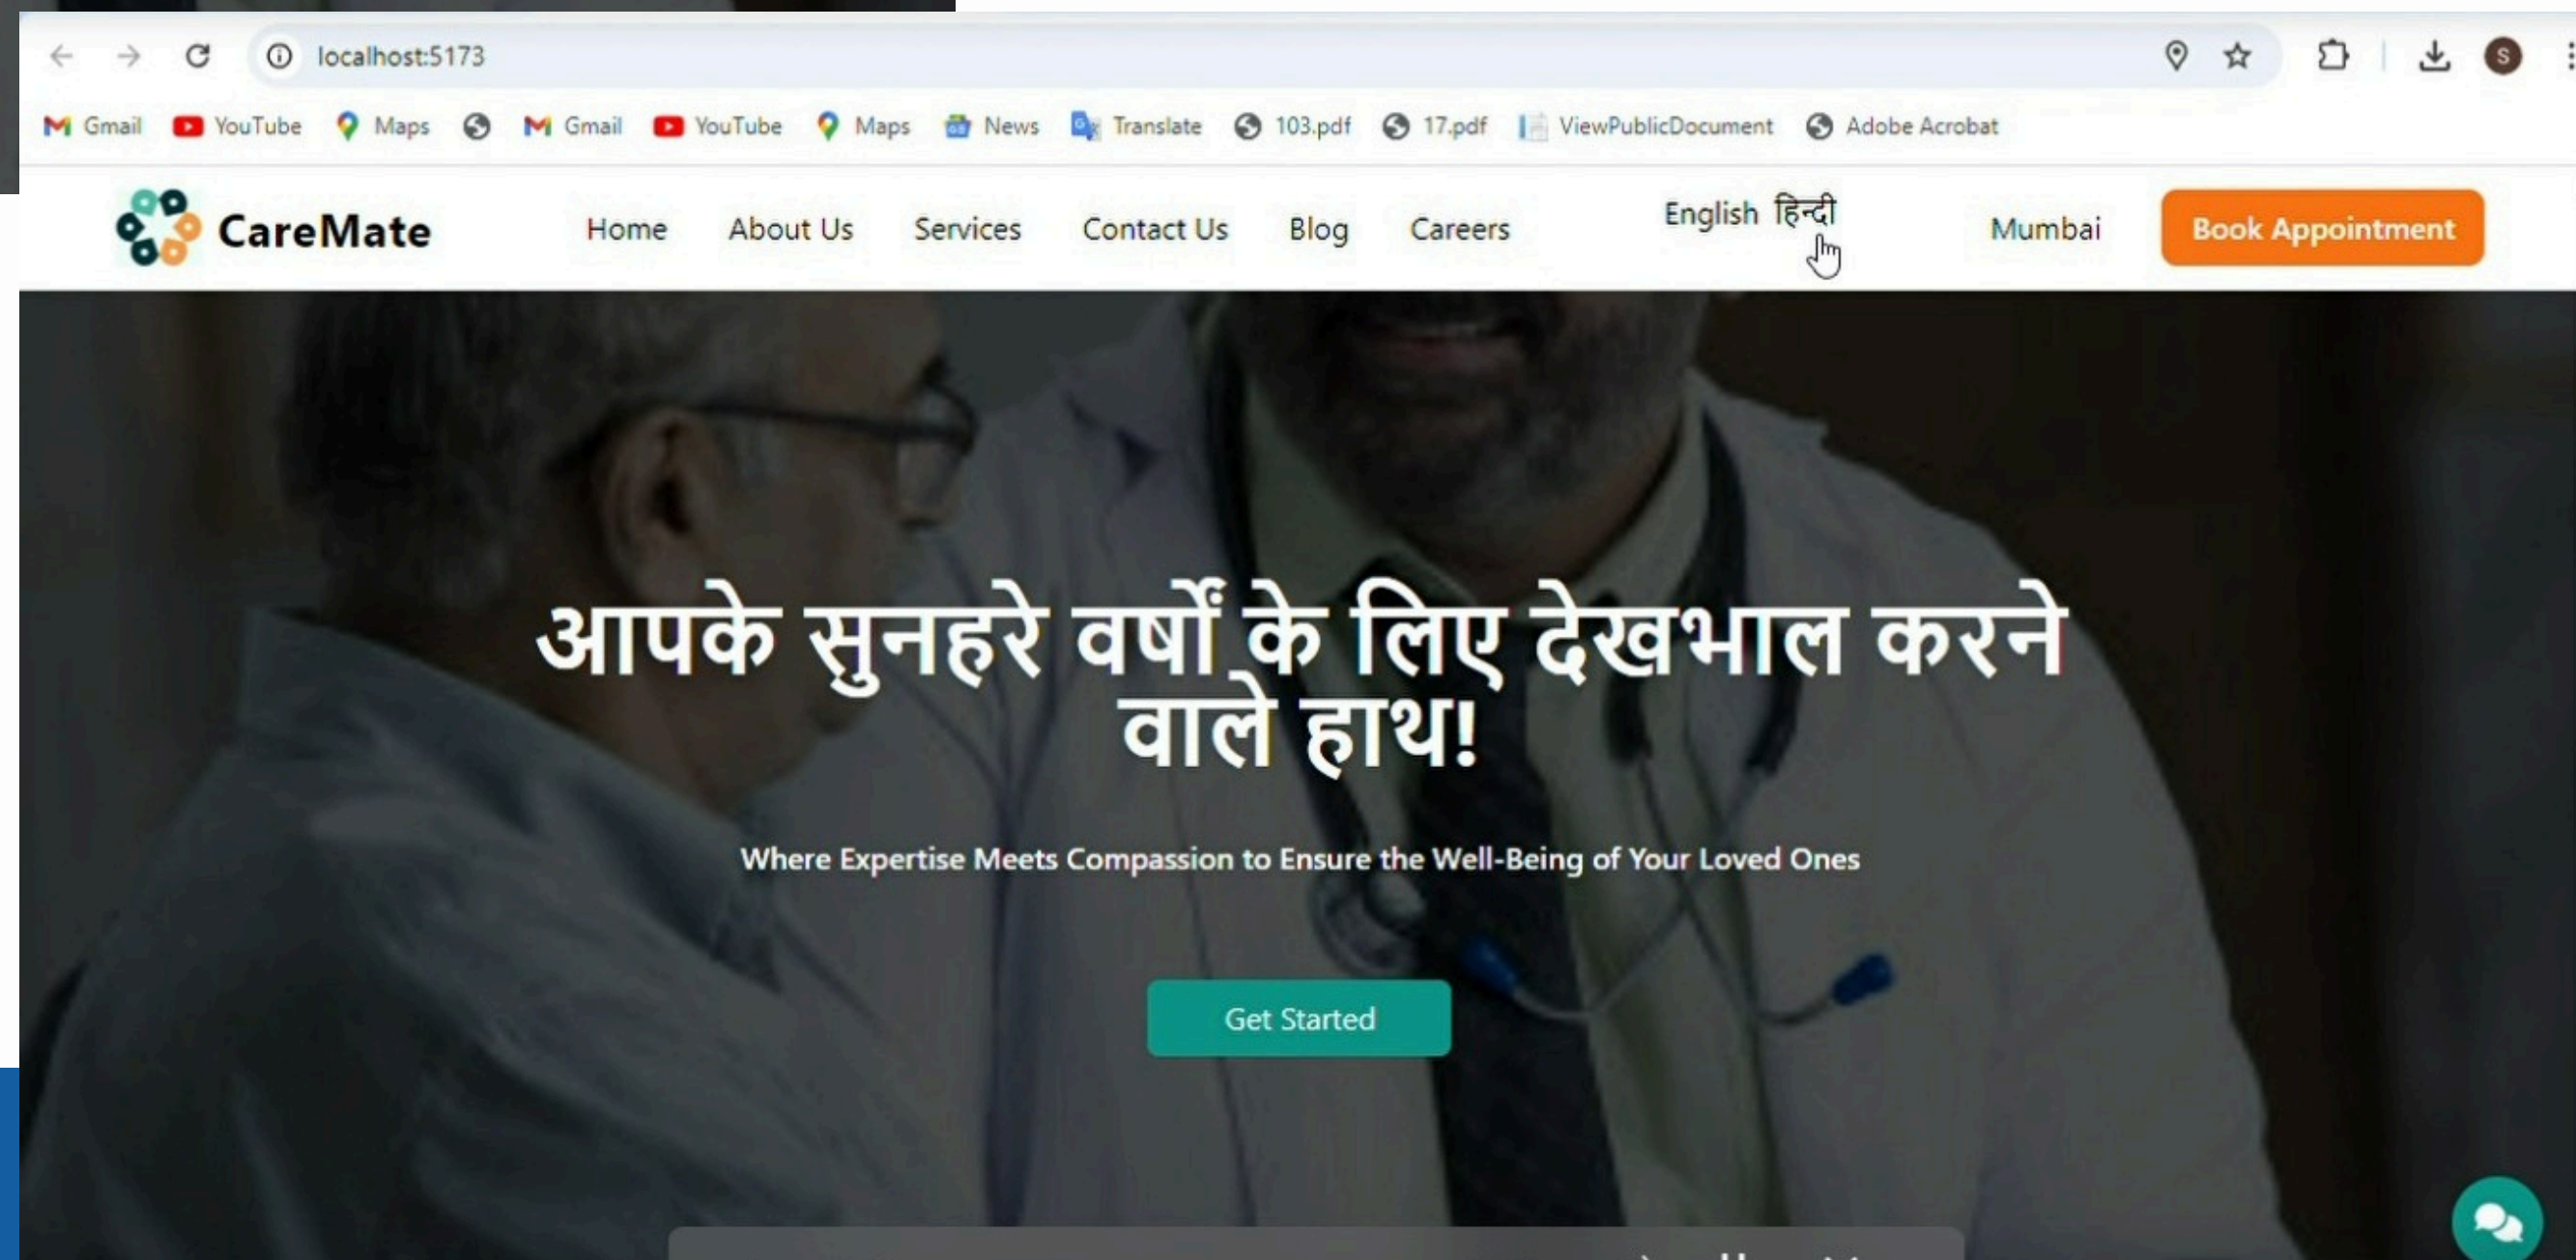 localhost:5173
S
Gmail YouTube Maps Gmail YouTube Maps News Translate 103.pdf 17.pdf ViewPublicDocument Adobe Acrobat
CareMate Home About Us Services Contact Us Blog Careers English हिन्दी Mumbai Book Appointment
आपके सुनहरे वर्षों के लिए देखभाल करने
वाले हाथ!
Where Expertise Meets Compassion to Ensure the Well-Being of Your Loved Ones
Get Started